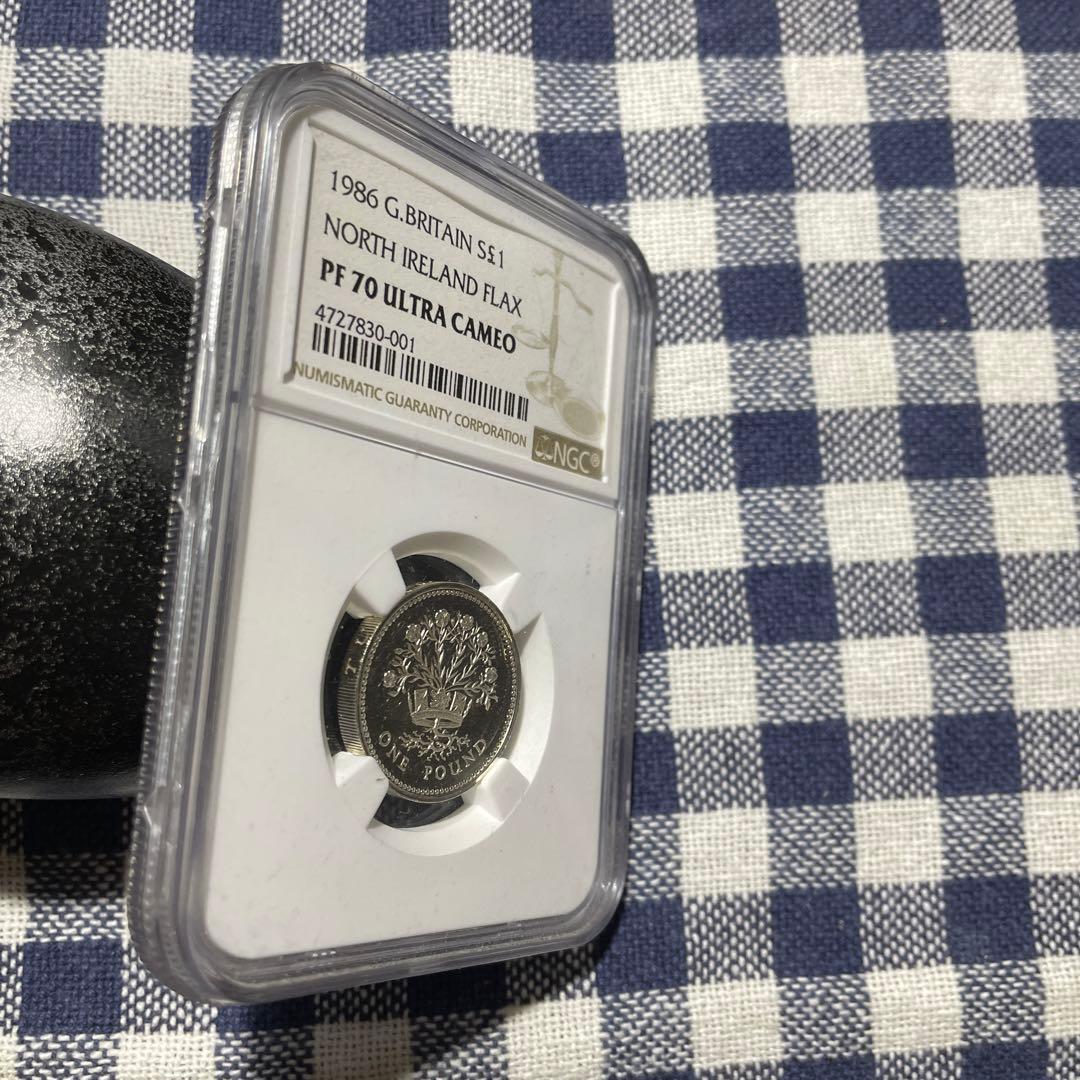 1986 G.BRITAIN S£1
NORTH IRELAND FLAX
PF 70 ULTRA CAMEO
4727830-001
NUMISMATIC GUARANTY CORPORATION
NGC®
ONE POUND